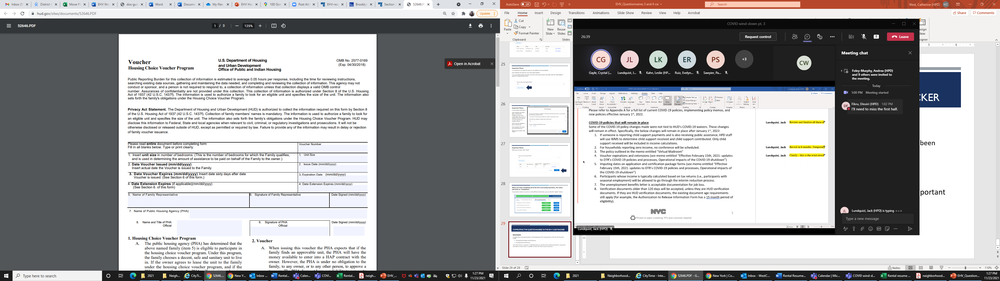 Inbox (5
District C
Move Pl
EHV Mo
dos-guid
Word
Docume
My files
EHV Ho
100 Gol
Post Att
EHV-req
Brooklyn
Section
52646.P
hud.gov/sites/documents/52646.PDF
Update
52646.PDF
1 / 3
125%
Open in Acrobat
Voucher
Housing Choice Voucher Program
U.S. Department of Housing
and Urban Development
Office of Public and Indian Housing
OMB No. 2577-0169
(Exp. 04/30/2018)
Public Reporting Burden for this collection of information is estimated to average 0.05 hours per response, including the time for reviewing instructions,
searching existing data sources, gathering and maintaining the data needed, and completing and reviewing the collection of information. This agency may not
conduct or sponsor, and a person is not required to respond to, a collection of information unless that collection displays a valid OMB control
number. Assurances of confidentiality are not provided under this collection. This collection of information is authorized under Section 8 of the U.S. Housing
Act of 1937 (42 U.S.C. 1437f). The information is used to authorize a family to look for an eligible unit and specifies the size of the unit. The information also
sets forth the family's obligations under the Housing Choice Voucher Program.
Privacy Act Statement. The Department of Housing and Urban Development (HUD) is authorized to collect the information required on this form by Section 8
of the U.S. Housing Act of 1937 (42 U.S.C. 1437f). Collection of family members' names is mandatory. The information is used to authorize a family to look for
an eligible unit and specifies the size of the unit. The information also sets forth the family's obligations under the Housing Choice Voucher Program. HUD may
disclose this information to Federal, State and local agencies when relevant to civil, criminal, or regulatory investigations and prosecutions. It will not be
otherwise disclosed or released outside of HUD, except as permitted or required by law. Failure to provide any of the information may result in delay or rejection
of family voucher issuance.
Please read entire document before completing form
Fill in all blanks below. Type or print clearly.
Voucher Number
1. Insert unit size in number of bedrooms. (This is the number of bedrooms for which the Family qualifies,
and is used in determining the amount of assistance to be paid on behalf of the Family to the owner.)
1. Unit Size
2. Date Voucher Issued (mm/dd/yyyy)
Insert actual date the Voucher is issued to the Family.
2. Issue Date (mm/dd/yyyy)
3. Date Voucher Expires (mm/dd/yyyy) Insert date sixty days after date
Voucher is issued. (See Section 6 of this form.)
3. Expiration Date (mm/dd/yyyy)
4. Date Extension Expires (if applicable)(mm/dd/yyyy)
(See Section 6. of this form)
4. Date Extension Expires (mm/dd/yyyy)
5. Name of Family Representative
6. Signature of Family Representative
Date Signed (mm/dd/yyyy)
7. Name of Public Housing Agency (PHA)
8. Name and Title of PHA
Official
9. Signature of PHA
Official
Date Signed (mm/dd/yyyy)
1. Housing Choice Voucher Program
A. The public housing agency (PHA) has determined that the
above named family (item 5) is eligible to participate in
the housing choice voucher program. Under this program,
the family chooses a decent, safe and sanitary unit to live
in. If the owner agrees to lease the unit to the family
under the housing choice voucher program, and if the
2. Voucher
A. When issuing this voucher the PHA expects that if the
family finds an approvable unit, the PHA will have the
money available to enter into a HAP contract with the
owner. However, the PHA is under no obligation to the
family, to any owner, or to any other person, to approve a
AutoSave Off
EHV_Questionnaires 3 and 4 cw
Search
West, Catherine (HPD) WC
File Home Insert Design Transitions Animations Slide Show Review View Help Acrobat
Share Comments
Paste
Cut
Copy
Format Painter
Clipboard
New
Slide
Reuse
Slides
Slides
25
26
27
28
29
Important Places
When you have completed all of the EHV Counseling Questions, the status
will show as "Completed."
COMPLETING THE QUESTIONNAIRES IN THE EHV CASE TRACKER
REMEMBER:
COVID wind-down pt. 3
26:39
Request control
Leave
CG
JL
LK
ER
PS
+3
CW
Gayle, Crystal (...
Lundquist, J...
Kahn, Leslie (HP...
Ruiz, Evelyn...
Sawyier, Pa...
Meeting chat
Foley-Murphy, Andrea (HPD)
and 9 others were invited to
the meeting.
Today
1:00 PM Meeting started
DF
Fikru, Dinsiri (HPD) 1:02 PM
I'll need to miss the first half.
JL
Lundquist, Jack (HPD) is typing
Type a new message
Please refer to Appendix A for a full list of current COVID-19 policies, implementing policy memos, and
new policies effective January 1st, 2022.
COVID-19 policies that will remain in place
Some of the COVID-19 policy changes made were not tied to HUD's COVID-19 waivers. These changes
will remain in effect. Specifically, the below changes will remain in place after January 1st, 2022:
1. If someone is reporting child support payments and is also receiving public assistance, HPD staff
will use WMS to determine child support received and child support contributed. Only child
support received will be included in income calculations.
2. For households reporting zero income, no conference will be scheduled.
3. The policy outlined in the memo entitled "Virtual Mailroom"
4. Voucher expirations and extensions (see memo entitled "Effective February 15th, 2021: updates
to DTR's COVID-19 policies and processes, Operational impacts of the COVID-19 shutdown")
5. Imputing dates on application and certification package forms (see memo entitled "Effective
February 15th, 2021: updates to DTR's COVID-19 policies and processes, Operational impacts of
the COVID-19 shutdown")
6. Participants whose income is typically calculated based on tax returns (i.e., participants with
seasonal employment) will be allowed to go through the interim reduction process.
7. The unemployment benefits letter is acceptable documentation for job loss.
8. Verification documents older than 120 days will be accepted, unless they are HUD verification
documents. If they are HUD verification documents, the existing document age requirements
still apply (for example, the Authorization to Release Information Form has a 15 month period of
eligibility).
Lundquist, Jack Review and finalize all these a
Lundquist, Jack Revisit in 6 months. Temporary
Lundquist, Jack Clarify – this is the wind-down
NYC
Printed on paper containing 30% post-consumer material.
1
Lundquist, Jack (HPD)
CKER
been
portant
Slide 29 of 29
Notes
110%
Type here to search
2021
Neigh...
CityTi...
52646...
New Y...
Inbox ...
Rental...
Calen...
COVI...
Rental...
neigh...
EHV_...
1:27 PM
11/23/2021
2021
Neighborhood...
CityTime - Inte...
52646.PDF - G...
New York | Co...
Inbox - WestC...
Rental Resume...
Calendar | Mic...
COVID wind-d...
Rental resume ...
neighborhood...
EHV_Question...
1:27 PM
11/23/2021